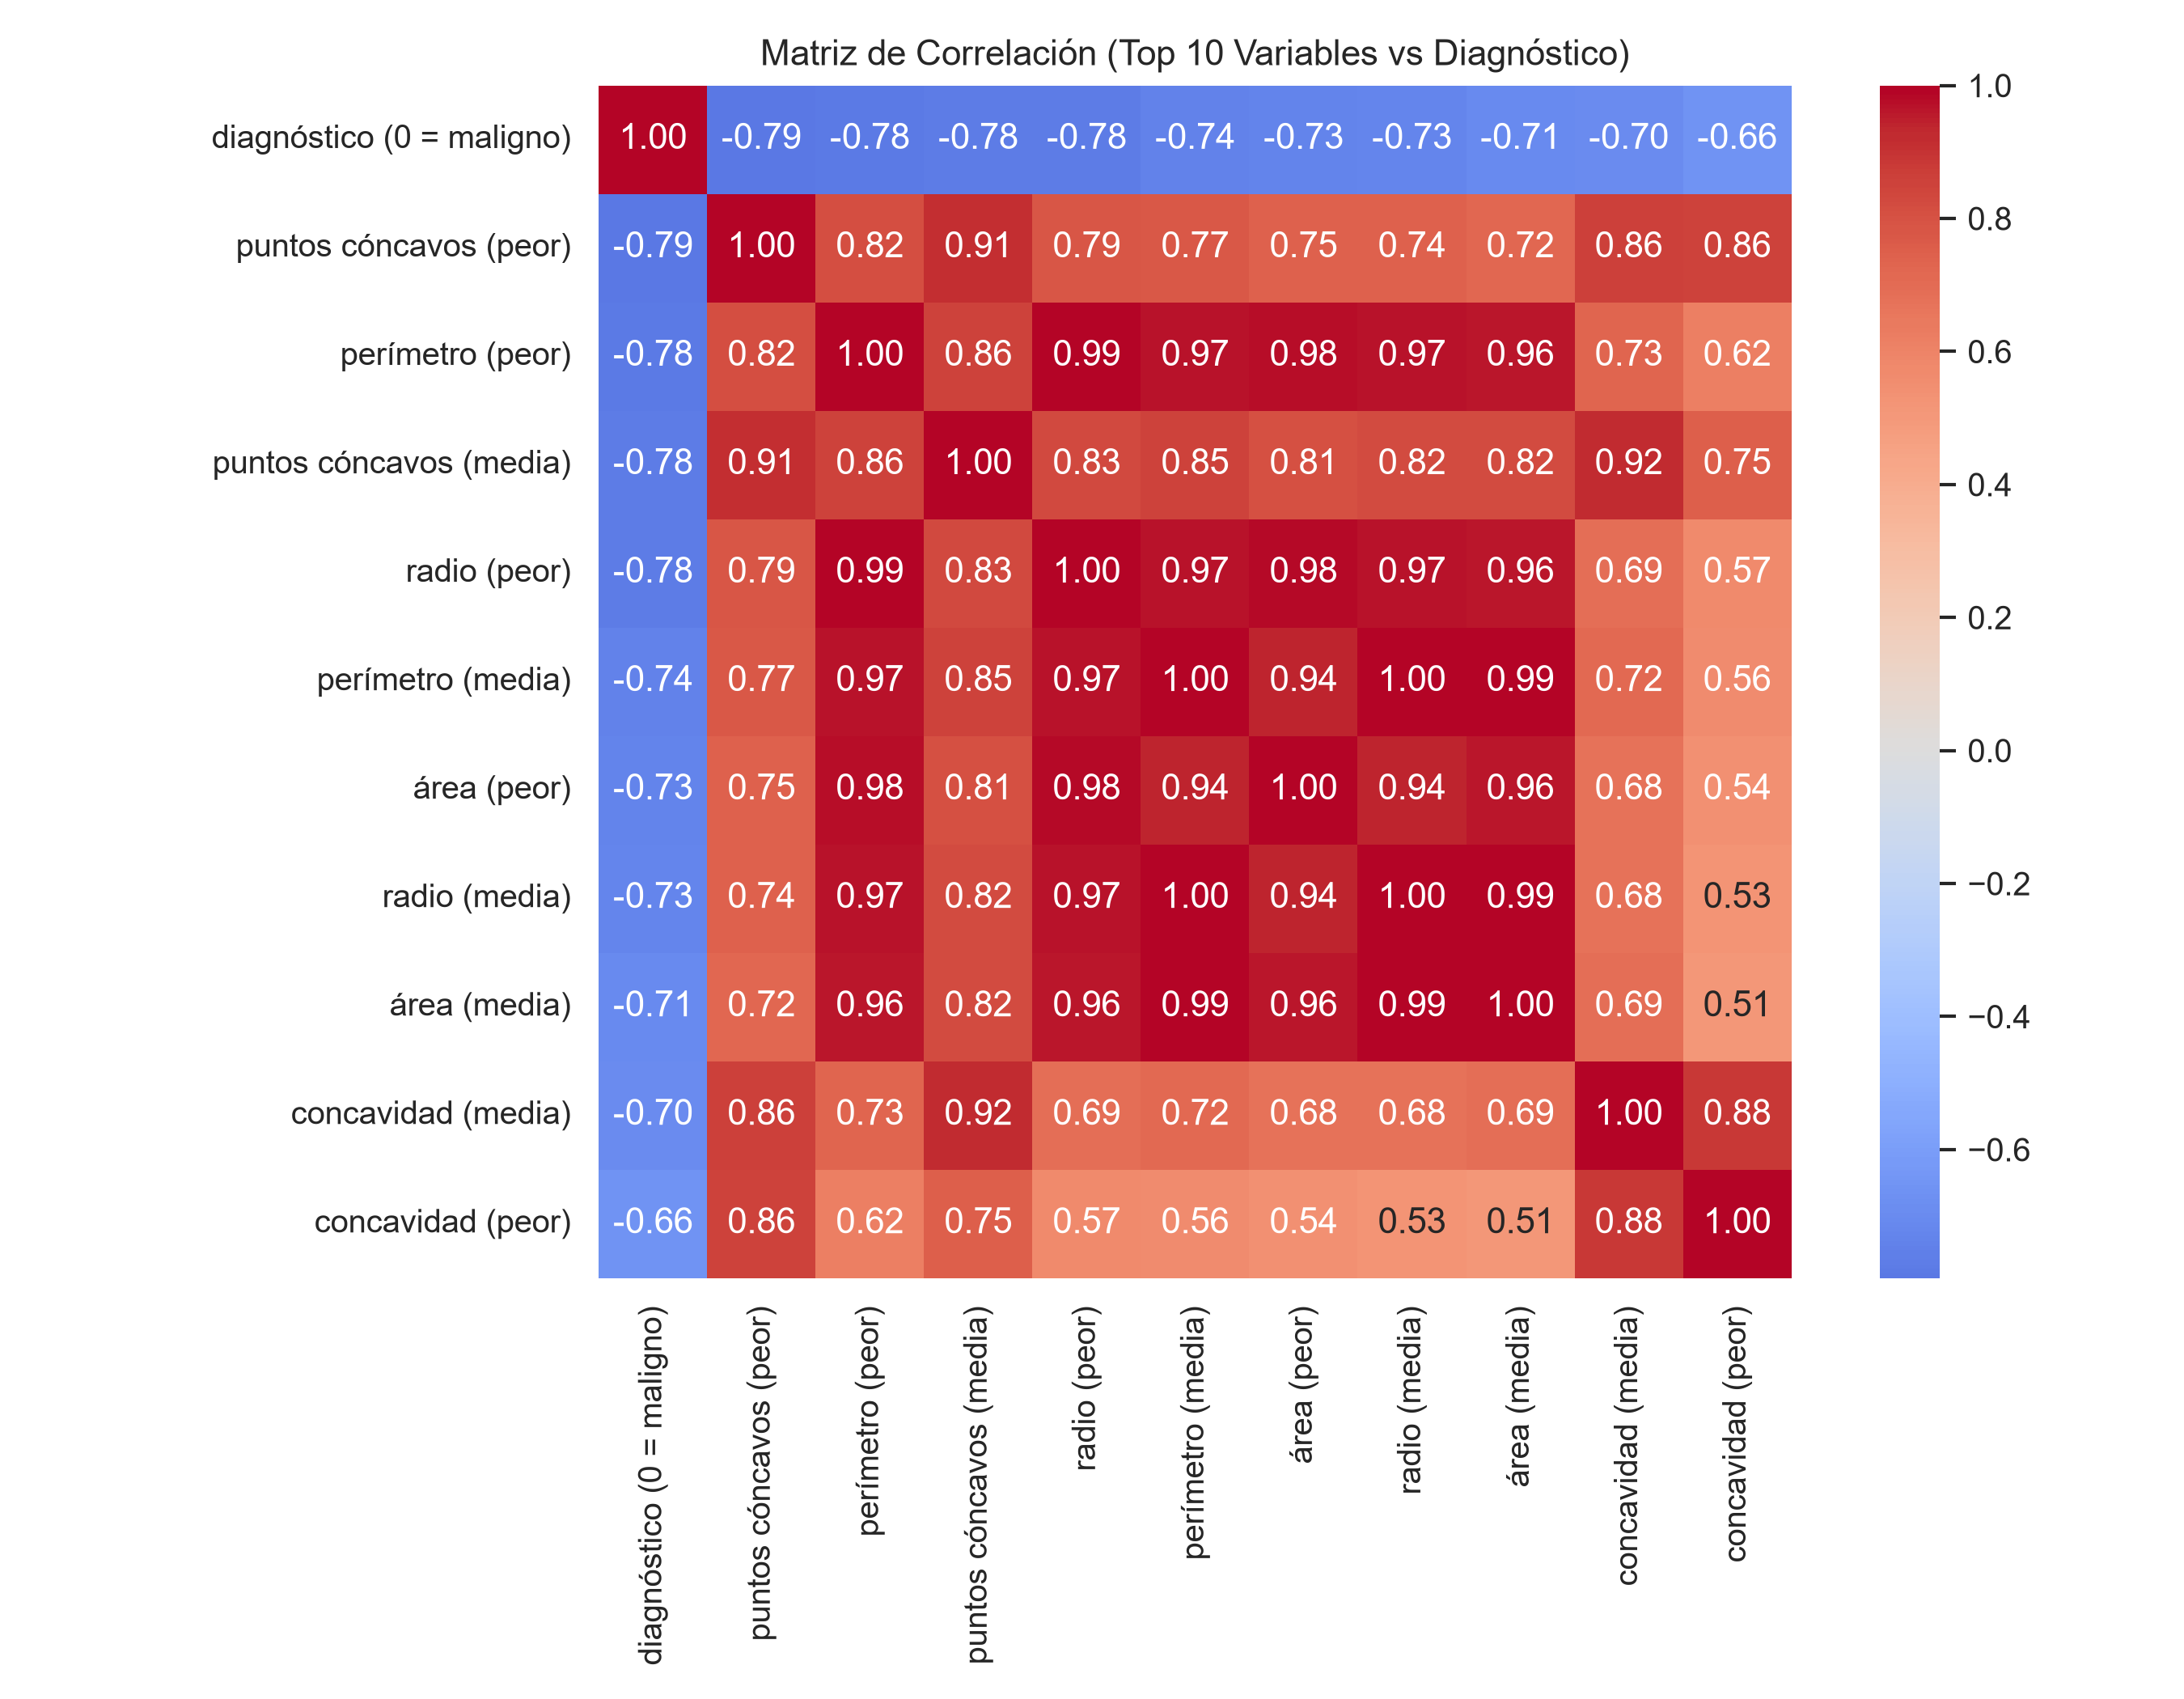 Matriz de Correlación (Top 10 Variables vs Diagnóstico)
diagnóstico (0 = maligno) 1.00 -0.79 -0.78 -0.78 -0.78 -0.74 -0.73 -0.73 -0.71 -0.70 -0.66
puntos cóncavos (peor) -0.79 1.00 0.82 0.91 0.79 0.77 0.75 0.74 0.72 0.86 0.86
perímetro (peor) -0.78 0.82 1.00 0.86 0.99 0.97 0.98 0.97 0.96 0.73 0.62
puntos cóncavos (media) -0.78 0.91 0.86 1.00 0.83 0.85 0.81 0.82 0.82 0.92 0.75
radio (peor) -0.78 0.79 0.99 0.83 1.00 0.97 0.98 0.97 0.96 0.69 0.57
perímetro (media) -0.74 0.77 0.97 0.85 0.97 1.00 0.94 1.00 0.99 0.72 0.56
área (peor) -0.73 0.75 0.98 0.81 0.98 0.94 1.00 0.94 0.96 0.68 0.54
radio (media) -0.73 0.74 0.97 0.82 0.97 1.00 0.94 1.00 0.99 0.68 0.53
área (media) -0.71 0.72 0.96 0.82 0.96 0.99 0.96 0.99 1.00 0.69 0.51
concavidad (media) -0.70 0.86 0.73 0.92 0.69 0.72 0.68 0.68 0.69 1.00 0.88
concavidad (peor) -0.66 0.86 0.62 0.75 0.57 0.56 0.54 0.53 0.51 0.88 1.00
diagnóstico (0 = maligno)
puntos cóncavos (peor)
perímetro (peor)
puntos cóncavos (media)
radio (peor)
perímetro (media)
área (peor)
radio (media)
área (media)
concavidad (media)
concavidad (peor)
1.0
0.8
0.6
0.4
0.2
0.0
−0.2
−0.4
−0.6